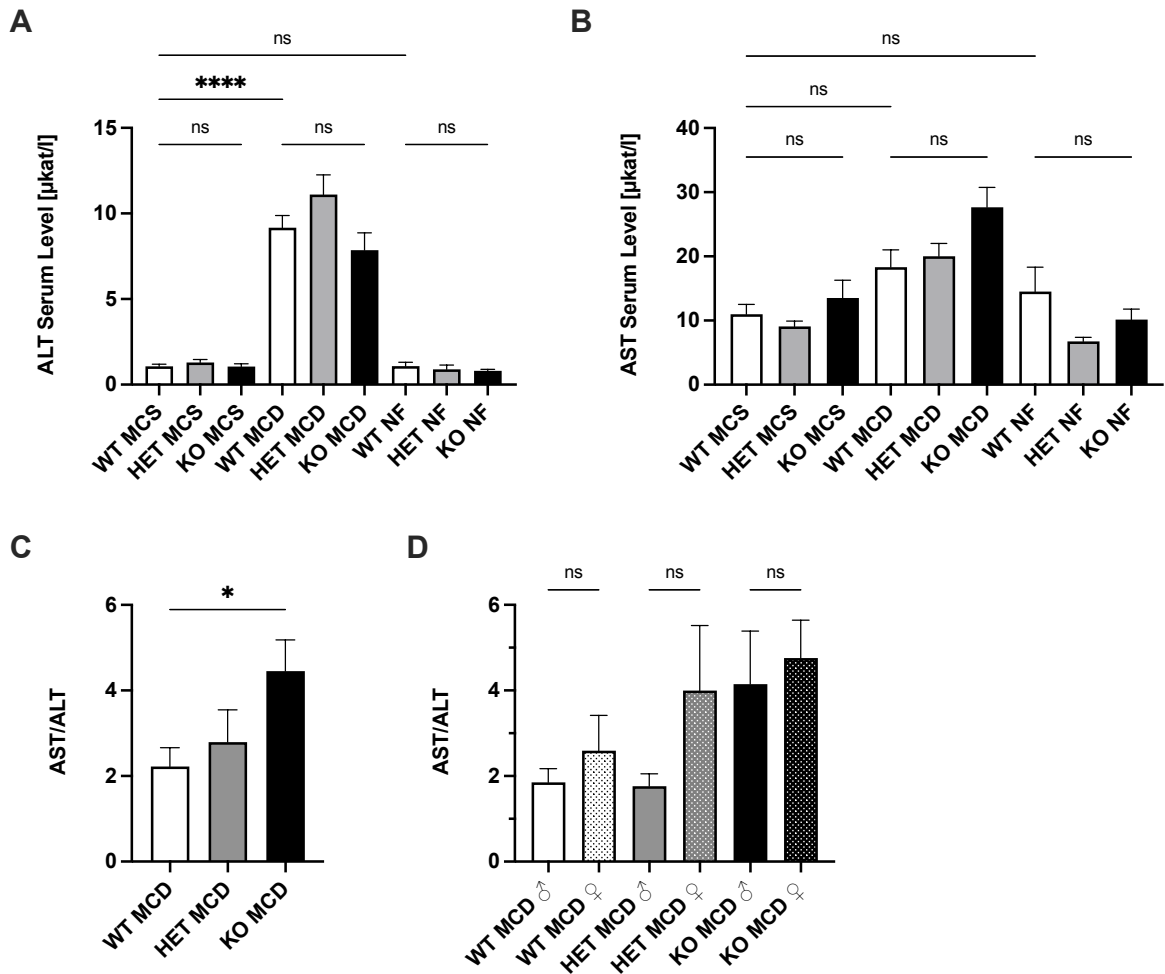 A
ns
****
ns
ns
ns
ALT Serum Level [µkat/l]
15
10
5
0
WT MCS
HET MCS
KO MCS
WT MCD
HET MCD
KO MCD
WT NF
HET NF
KO NF
B
ns
ns
ns
ns
ns
AST Serum Level [µkat/l]
40
30
20
10
0
WT MCS
HET MCS
KO MCS
WT MCD
HET MCD
KO MCD
WT NF
HET NF
KO NF
C
*
AST/ALT
6
4
2
0
WT MCD
HET MCD
KO MCD
D
ns
ns
ns
AST/ALT
6
4
2
0
WT MCD ♂
WT MCD ♀
HET MCD ♂
HET MCD ♀
KO MCD ♂
KO MCD ♀